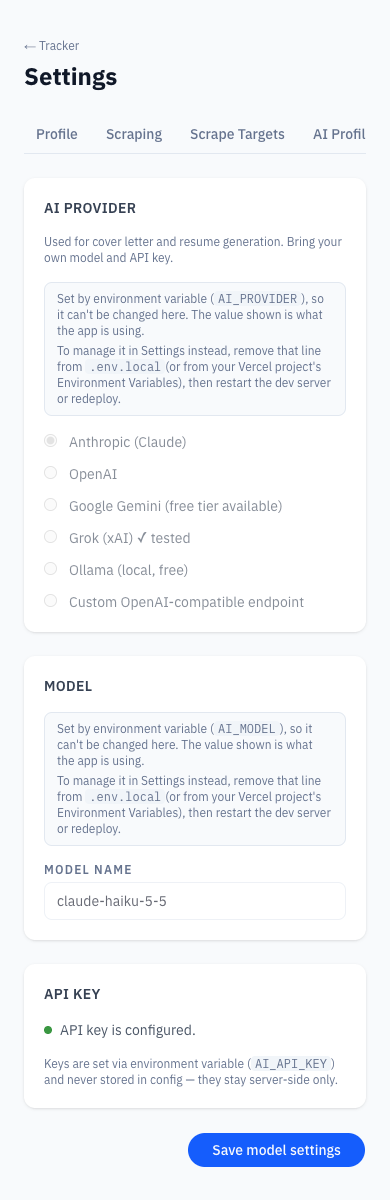 ← Tracker
Settings
Profile Scraping Scrape Targets AI Profil
AI PROVIDER
Used for cover letter and resume generation. Bring your
own model and API key.
Set by environment variable ( AI_PROVIDER ), so
it can't be changed here. The value shown is what
the app is using.
To manage it in Settings instead, remove that line
from .env.local (or from your Vercel project's
Environment Variables), then restart the dev server
or redeploy.
Anthropic (Claude)
OpenAI
Google Gemini (free tier available)
Grok (xAI) ✓ tested
Ollama (local, free)
Custom OpenAI-compatible endpoint
MODEL
Set by environment variable ( AI_MODEL ), so it
can't be changed here. The value shown is what
the app is using.
To manage it in Settings instead, remove that line
from .env.local (or from your Vercel project's
Environment Variables), then restart the dev server
or redeploy.
MODEL NAME
claude-haiku-5-5
API KEY
API key is configured.
Keys are set via environment variable ( AI_API_KEY )
and never stored in config — they stay server-side only.
Save model settings